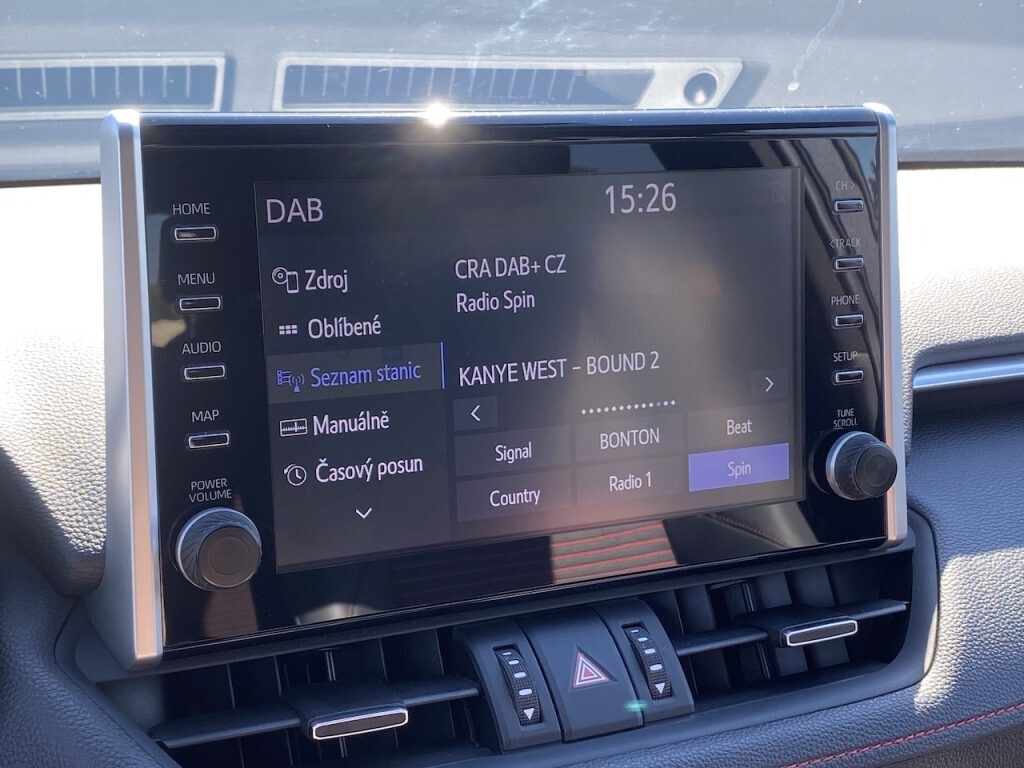 HOME
MENU
AUDIO
MAP
POWER
VOLUME
DAB
15:26
Zdroj
Oblíbené
Seznam stanic
Manuálně
Časový posun
CRA DAB+ CZ
Radio Spin
KANYE WEST – BOUND 2
< >
Signal BONTON Beat
Country Radio 1 Spin
CH >
<TRACK
PHONE
SETUP
TUNE
SCROLL